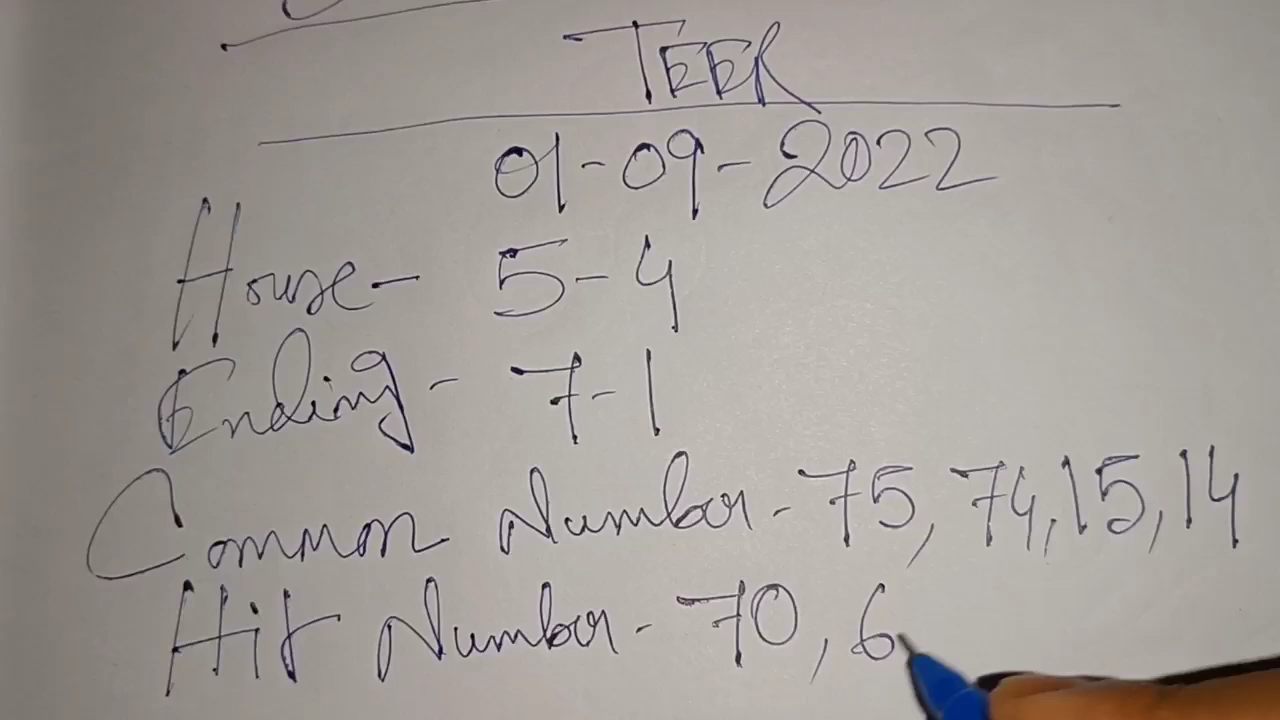 TEER
01-09-2022
House- 5-4
Ending- 7-1
Common Number- 75, 74, 15, 14
Hit Number- 70, 6